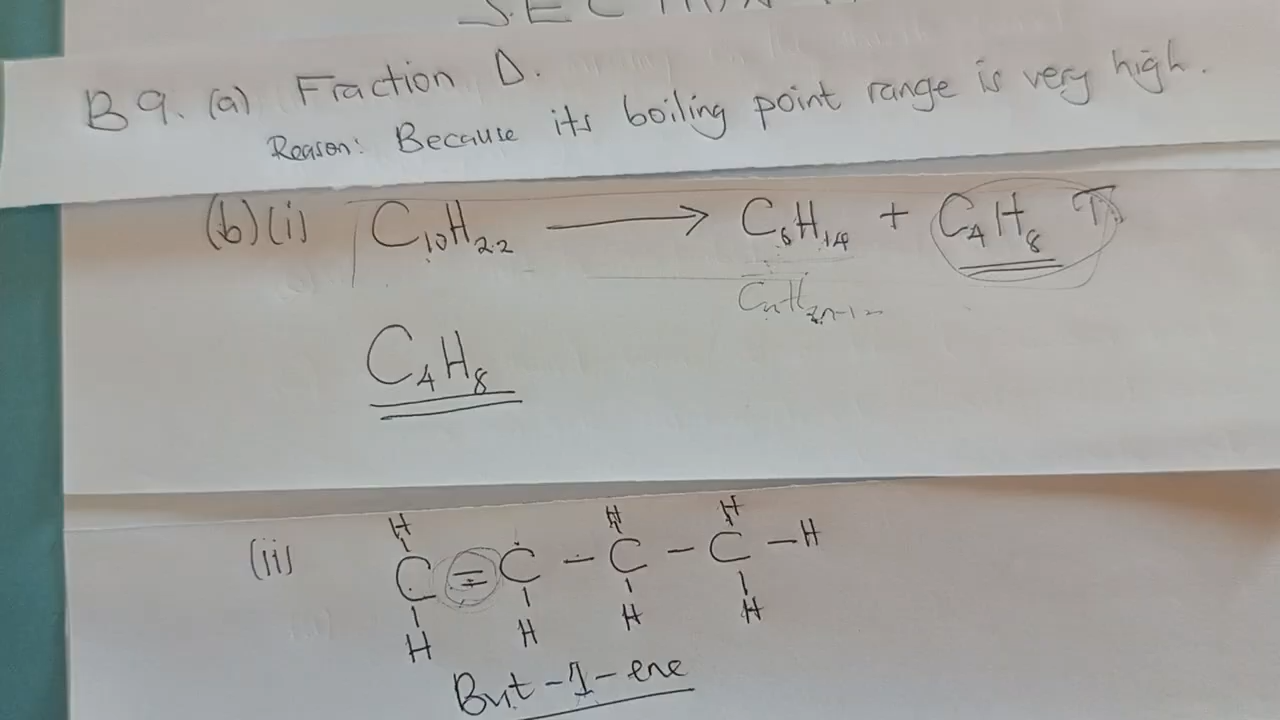 SECTION
B9. (a) Fraction D.
Reason: Because its boiling point range is very high.
(b)(i) C₁₀H₂₂ ⟶ C₆H₁₄ + C₄H₈
C₄H₈
(ii) H H H
C = C - C - C - H
H H H H
But-1-ene